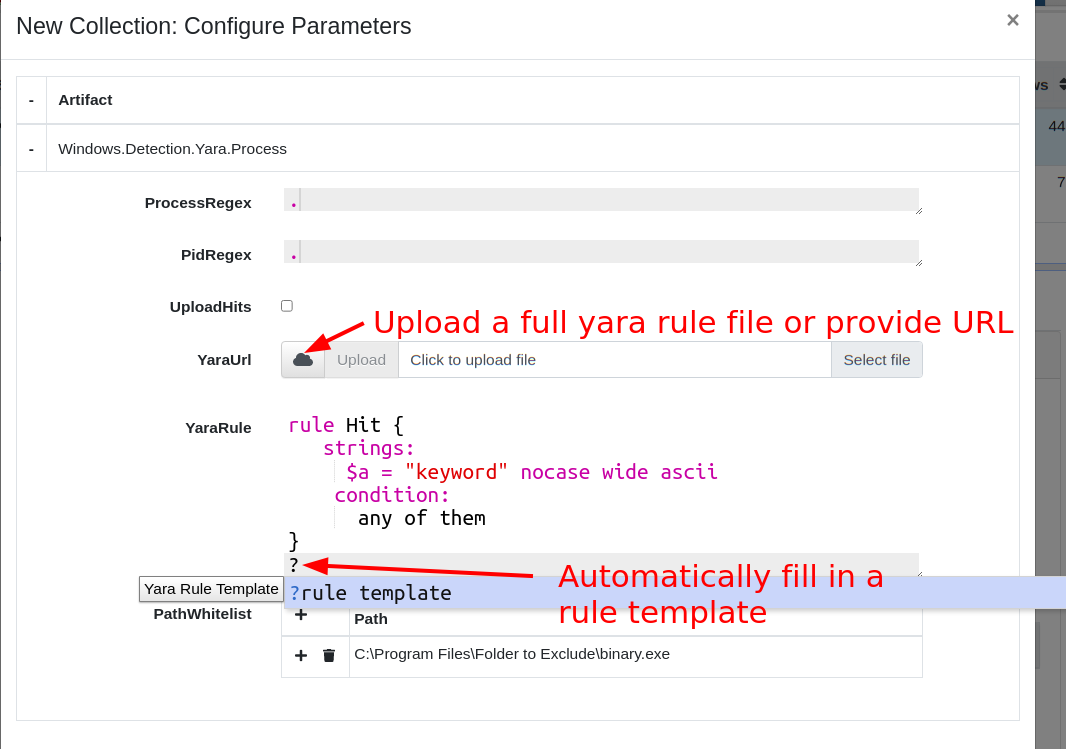 New Collection: Configure Parameters
×
- Artifact
- Windows.Detection.Yara.Process
ws
44
7
ProcessRegex .
PidRegex .
UploadHits
Upload a full yara rule file or provide URL
YaraUrl Upload Click to upload file Select file
YaraRule
rule Hit {
strings:
$a = "keyword" nocase wide ascii
condition:
any of them
}
?
Automatically fill in a
rule template
Yara Rule Template
?rule template
PathWhitelist
+ Path
+ C:\Program Files\Folder to Exclude\binary.exe